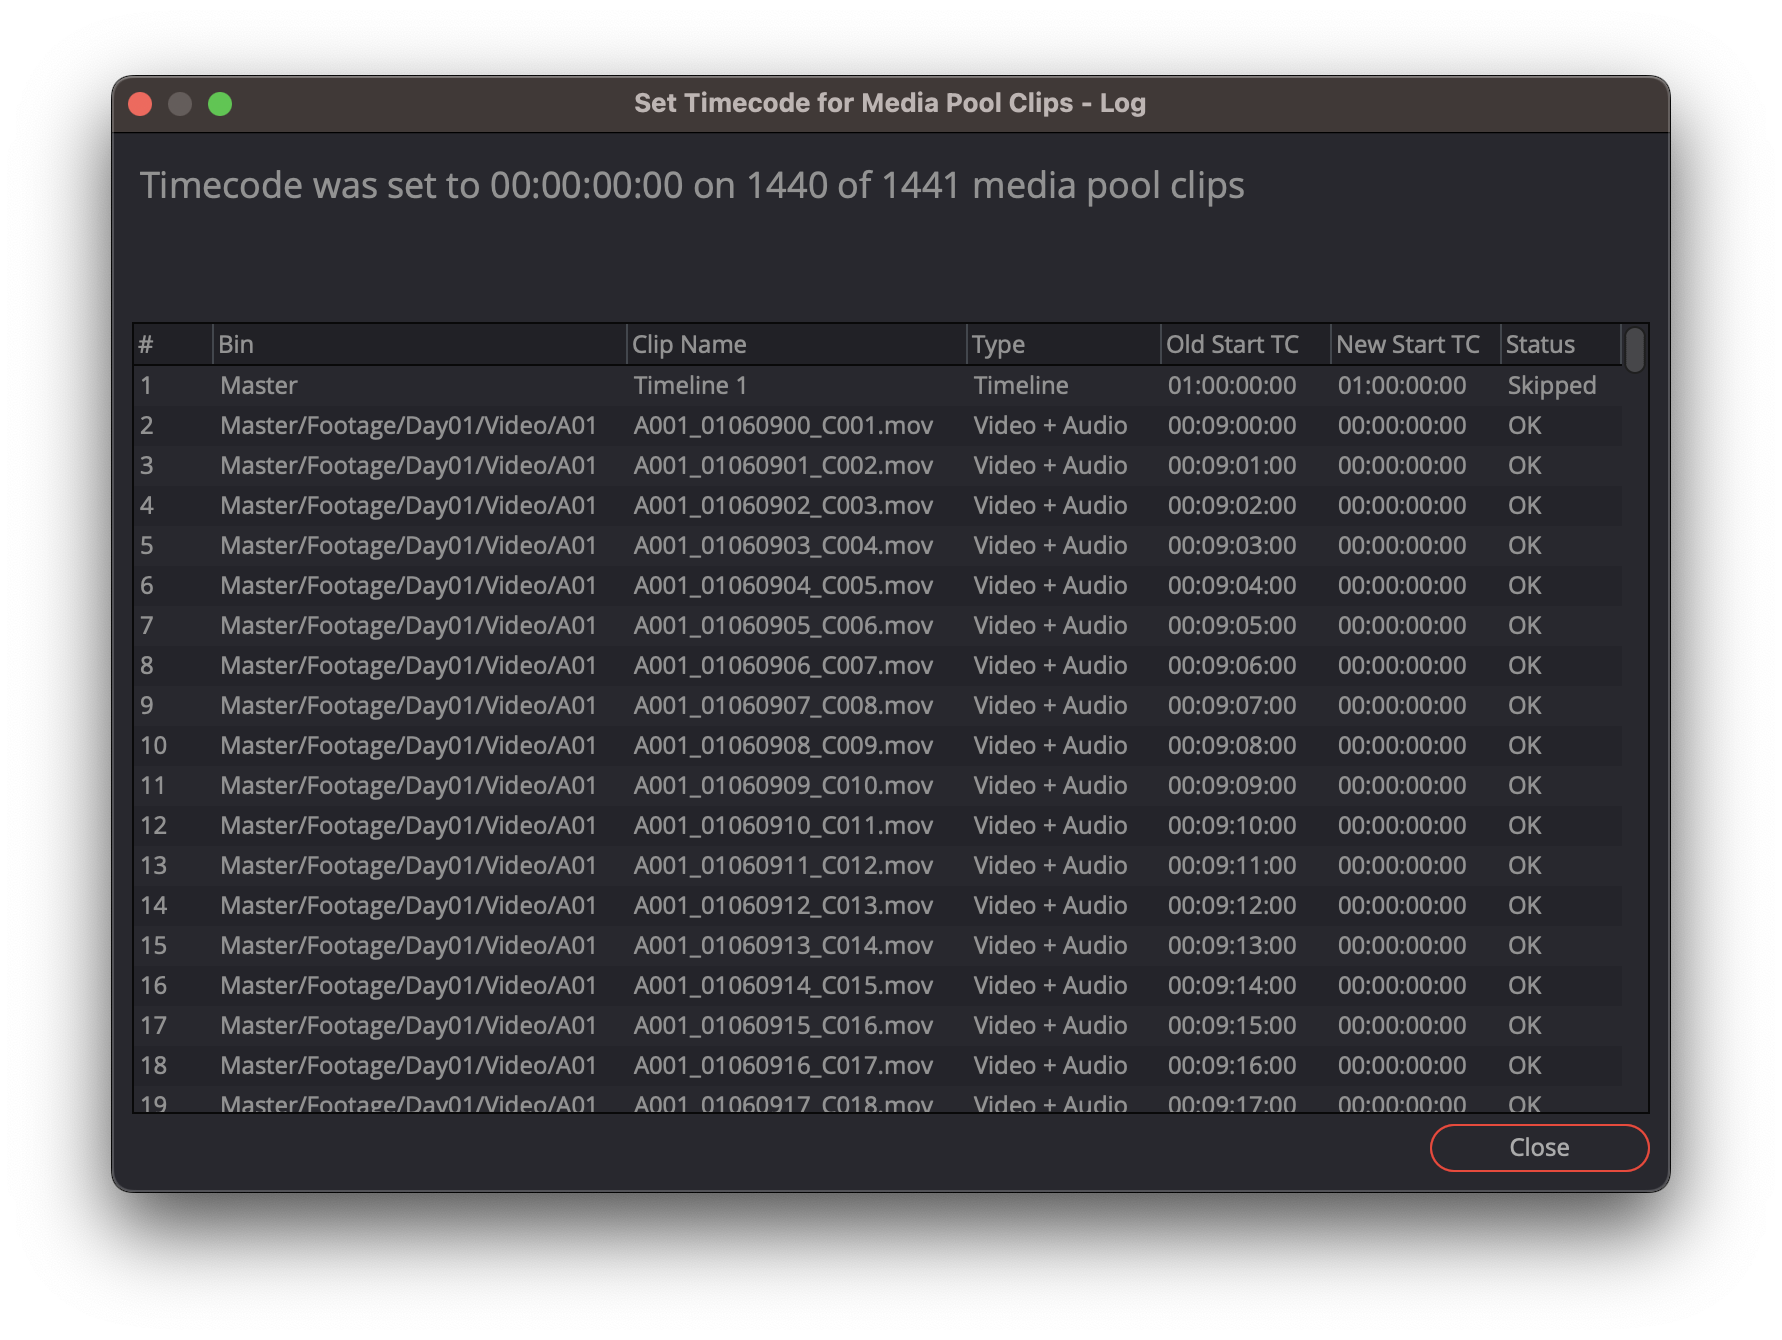 Set Timecode for Media Pool Clips - Log
Timecode was set to 00:00:00:00 on 1440 of 1441 media pool clips
# Bin Clip Name Type Old Start TC New Start TC Status
1 Master Timeline 1 Timeline 01:00:00:00 01:00:00:00 Skipped
2 Master/Footage/Day01/Video/A01 A001_01060900_C001.mov Video + Audio 00:09:00:00 00:00:00:00 OK
3 Master/Footage/Day01/Video/A01 A001_01060901_C002.mov Video + Audio 00:09:01:00 00:00:00:00 OK
4 Master/Footage/Day01/Video/A01 A001_01060902_C003.mov Video + Audio 00:09:02:00 00:00:00:00 OK
5 Master/Footage/Day01/Video/A01 A001_01060903_C004.mov Video + Audio 00:09:03:00 00:00:00:00 OK
6 Master/Footage/Day01/Video/A01 A001_01060904_C005.mov Video + Audio 00:09:04:00 00:00:00:00 OK
7 Master/Footage/Day01/Video/A01 A001_01060905_C006.mov Video + Audio 00:09:05:00 00:00:00:00 OK
8 Master/Footage/Day01/Video/A01 A001_01060906_C007.mov Video + Audio 00:09:06:00 00:00:00:00 OK
9 Master/Footage/Day01/Video/A01 A001_01060907_C008.mov Video + Audio 00:09:07:00 00:00:00:00 OK
10 Master/Footage/Day01/Video/A01 A001_01060908_C009.mov Video + Audio 00:09:08:00 00:00:00:00 OK
11 Master/Footage/Day01/Video/A01 A001_01060909_C010.mov Video + Audio 00:09:09:00 00:00:00:00 OK
12 Master/Footage/Day01/Video/A01 A001_01060910_C011.mov Video + Audio 00:09:10:00 00:00:00:00 OK
13 Master/Footage/Day01/Video/A01 A001_01060911_C012.mov Video + Audio 00:09:11:00 00:00:00:00 OK
14 Master/Footage/Day01/Video/A01 A001_01060912_C013.mov Video + Audio 00:09:12:00 00:00:00:00 OK
15 Master/Footage/Day01/Video/A01 A001_01060913_C014.mov Video + Audio 00:09:13:00 00:00:00:00 OK
16 Master/Footage/Day01/Video/A01 A001_01060914_C015.mov Video + Audio 00:09:14:00 00:00:00:00 OK
17 Master/Footage/Day01/Video/A01 A001_01060915_C016.mov Video + Audio 00:09:15:00 00:00:00:00 OK
18 Master/Footage/Day01/Video/A01 A001_01060916_C017.mov Video + Audio 00:09:16:00 00:00:00:00 OK
19 Master/Footage/Day01/Video/A01 A001_01060917_C018.mov Video + Audio 00:09:17:00 00:00:00:00 OK
Close